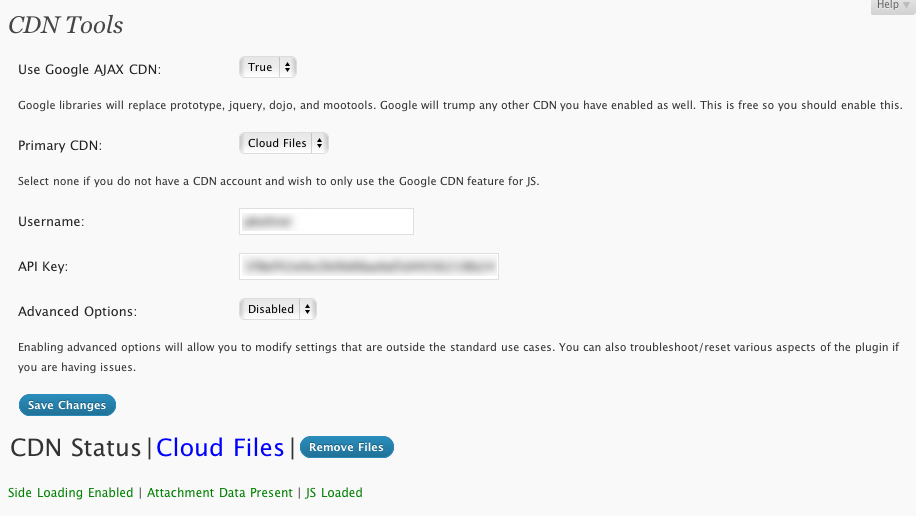 Help
CDN Tools
Use Google AJAX CDN: True
Google libraries will replace prototype, jquery, dojo, and mootools. Google will trump any other CDN you have enabled as well. This is free so you should enable this.
Primary CDN: Cloud Files
Select none if you do not have a CDN account and wish to only use the Google CDN feature for JS.
Username:
API Key:
Advanced Options: Disabled
Enabling advanced options will allow you to modify settings that are outside the standard use cases. You can also troubleshoot/reset various aspects of the plugin if
you are having issues.
Save Changes
CDN Status|Cloud Files| Remove Files
Side Loading Enabled | Attachment Data Present | JS Loaded